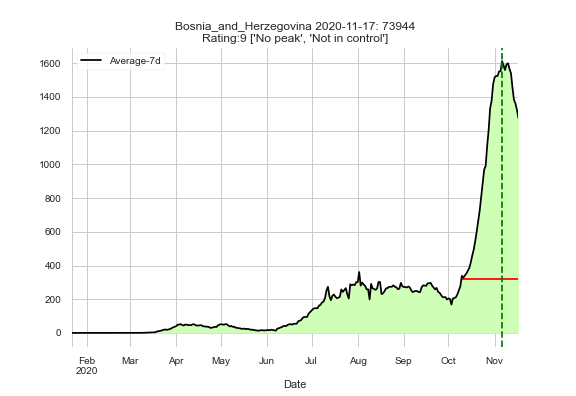 Bosnia_and_Herzegovina 2020-11-17: 73944
Rating:9 ['No peak', 'Not in control']
Average-7d
1600
1400
1200
1000
800
600
400
200
0
Feb Mar Apr May Jun Jul Aug Sep Oct Nov
2020
Date